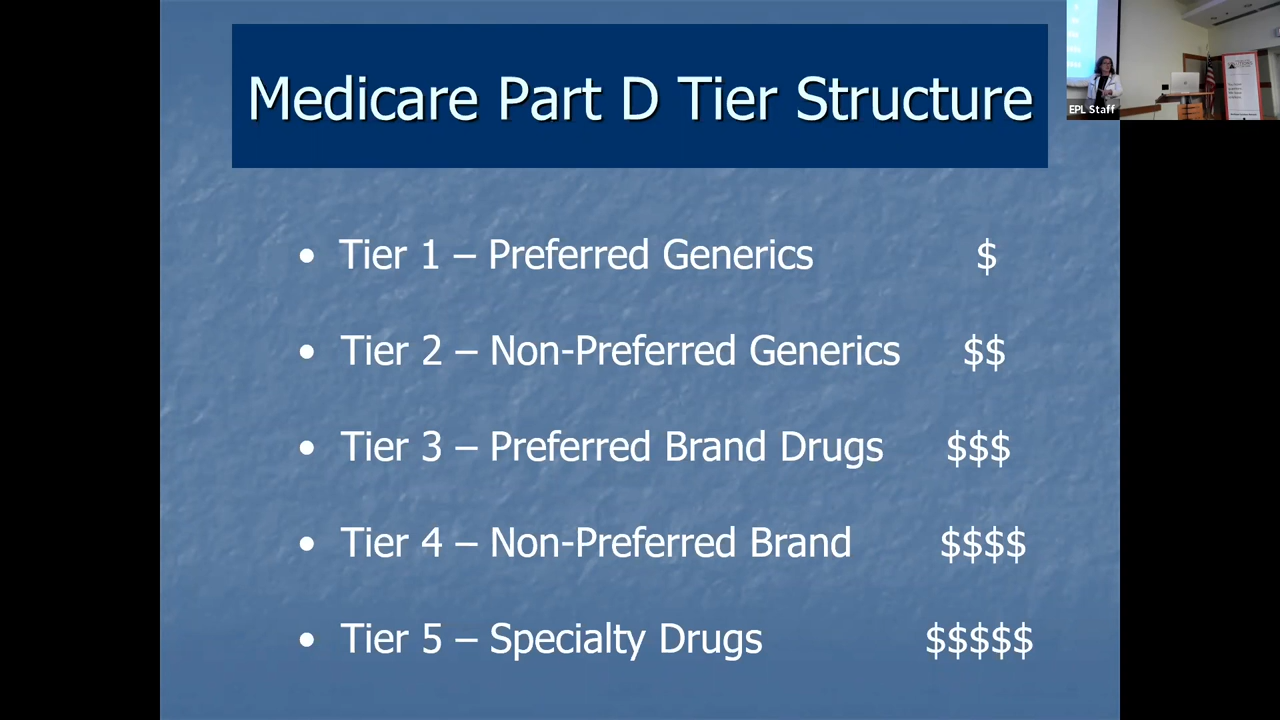 Medicare Part D Tier Structure
EPL Staff
• Tier 1 – Preferred Generics $
• Tier 2 – Non-Preferred Generics $$
• Tier 3 – Preferred Brand Drugs $$$
• Tier 4 – Non-Preferred Brand $$$$
• Tier 5 – Specialty Drugs $$$$$